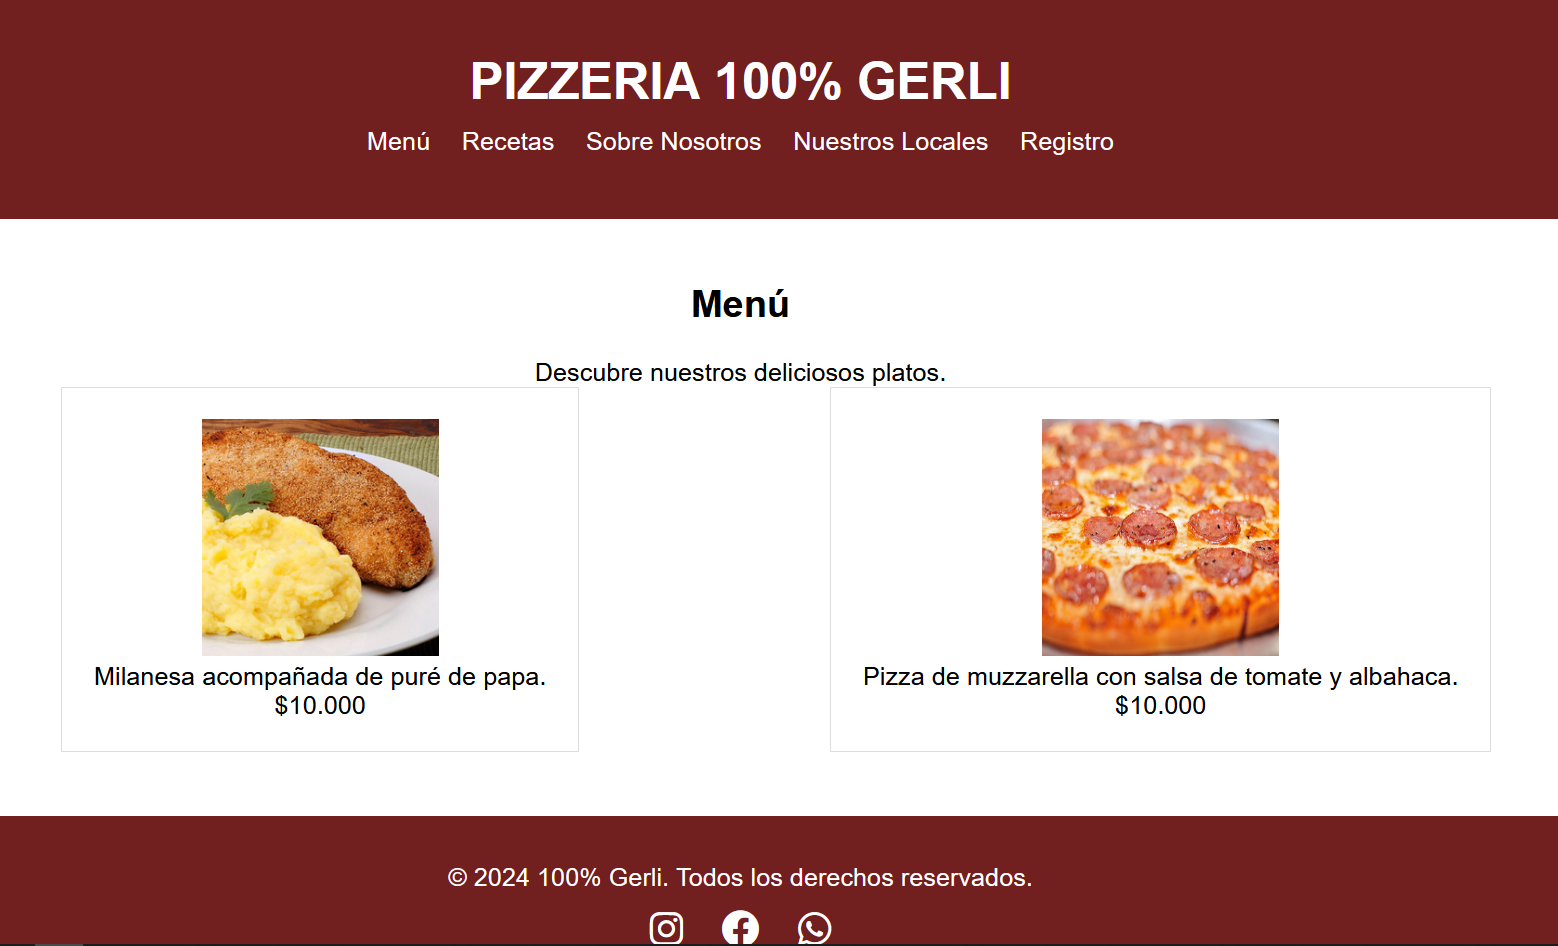 PIZZERIA 100% GERLI
Menú Recetas Sobre Nosotros Nuestros Locales Registro
Menú
Descubre nuestros deliciosos platos.
Milanesa acompañada de puré de papa.
$10.000
Pizza de muzzarella con salsa de tomate y albahaca.
$10.000
© 2024 100% Gerli. Todos los derechos reservados.